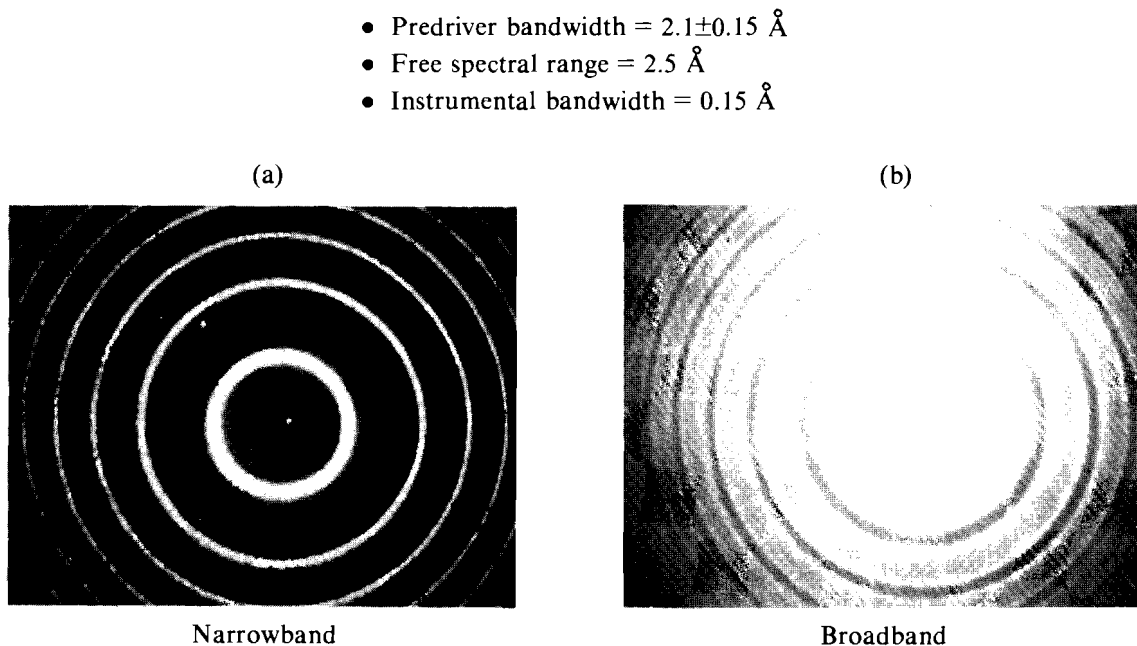 • Predriver bandwidth = 2.1±0.15 Å
• Free spectral range = 2.5 Å
• Instrumental bandwidth = 0.15 Å
(a)
(b)
Narrowband
Broadband